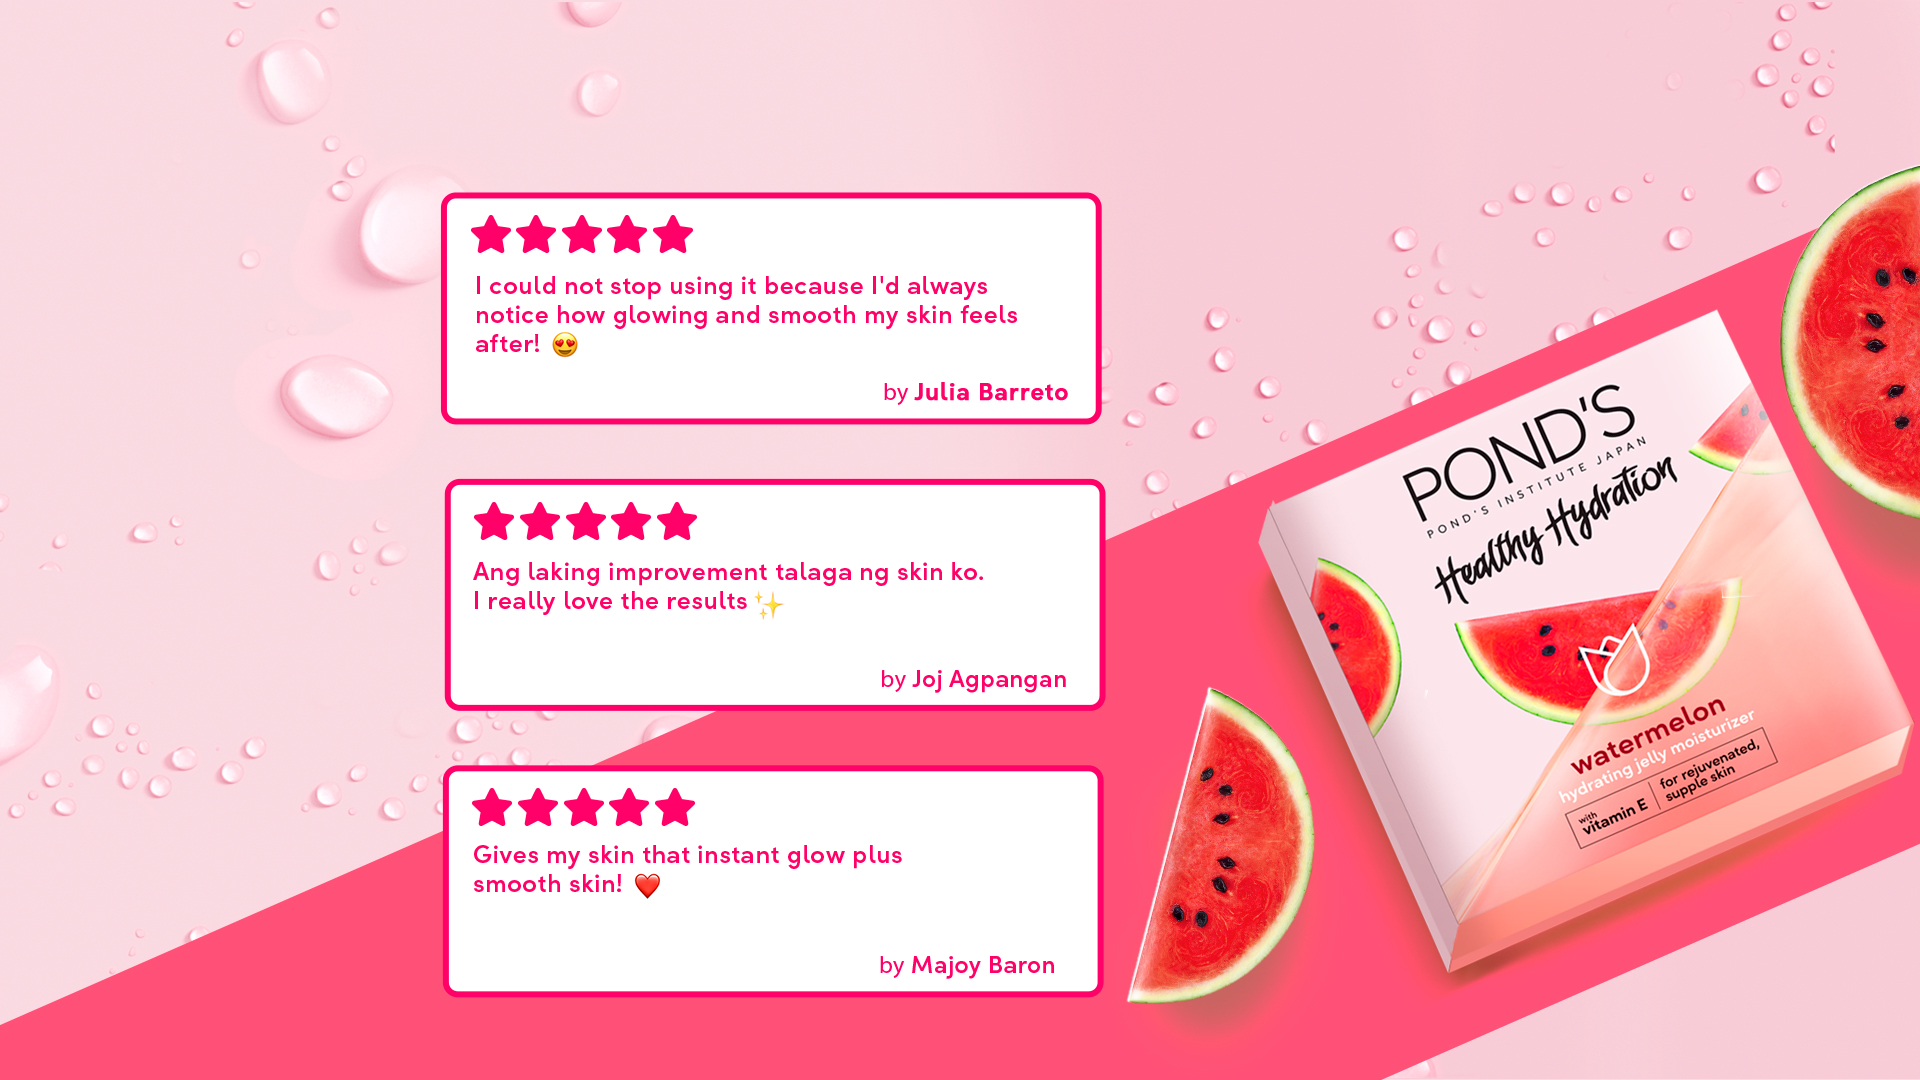 I could not stop using it because I'd always
notice how glowing and smooth my skin feels
after! 😍
by Julia Barreto
Ang laking improvement talaga ng skin ko.
I really love the results ✨
by Joj Agpangan
Gives my skin that instant glow plus
smooth skin! ❤️
by Majoy Baron
POND'S
POND'S INSTITUTE JAPAN
Healthy Hydration
watermelon
hydrating jelly moisturizer
with
vitamin E
for rejuvenated,
supple skin